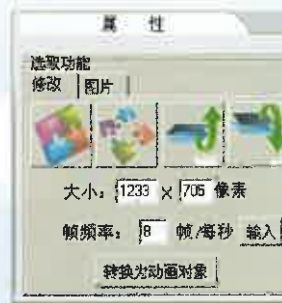 属 性
选取功能
修改 图片
大小: 1233 × 706 像素
帧频率: 8 帧/每秒 输入
转换为动画对象